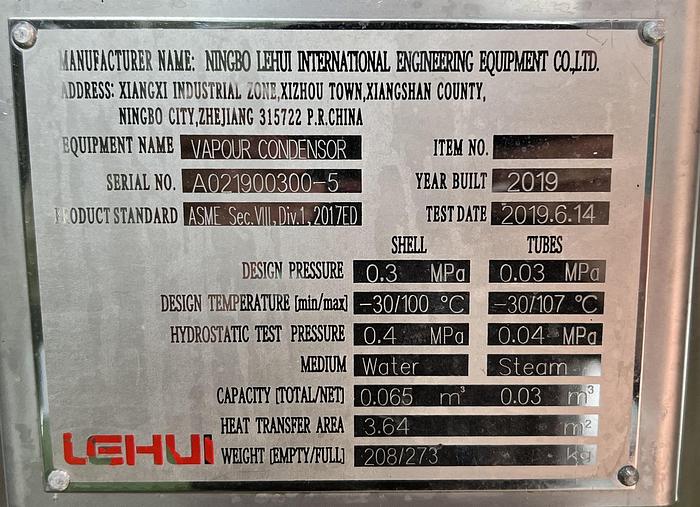 MANUFACTURER NAME: NINGBO LEHUI INTERNATIONAL ENGINEERING EQUIPMENT CO.,LTD.
ADDRESS: XIANGXI INDUSTRIAL ZONE,XIZHOU TOWN,XIANGSHAN COUNTY,
NINGBO CITY,ZHEJIANG 315722 P.R.CHINA
EQUIPMENT NAME VAPOUR CONDENSOR ITEM NO.
SERIAL NO. A021900300-5 YEAR BUILT 2019
PRODUCT STANDARD ASME Sec.VIII,Div.1,2017ED TEST DATE 2019.6.14
SHELL TUBES
DESIGN PRESSURE 0.3 MPa 0.03 MPa
DESIGN TEMPERATURE [min/max] -30/100 °C -30/107 °C
HYDROSTATIC TEST PRESSURE 0.4 MPa 0.04 MPa
MEDIUM Water Steam
CAPACITY [TOTAL/NET] 0.065 m³ 0.03 m³
HEAT TRANSFER AREA 3.64 m²
LEHUI WEIGHT [EMPTY/FULL] 208/273 kg